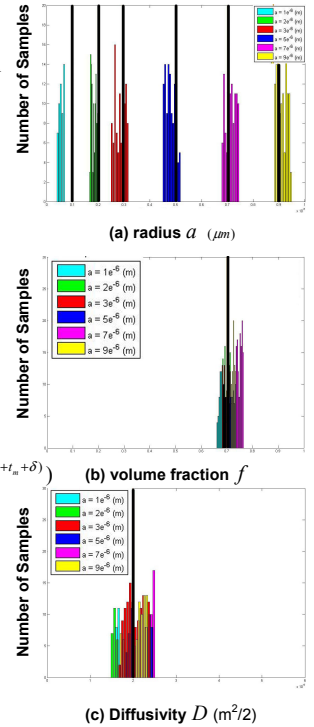 Number of Samples
a = 1e⁻⁶ (m)
a = 2e⁻⁶ (m)
a = 3e⁻⁶ (m)
a = 5e⁻⁶ (m)
a = 7e⁻⁶ (m)
a = 9e⁻⁶ (m)
(a) radius a (μm)
Number of Samples
a = 1e⁻⁶ (m)
a = 2e⁻⁶ (m)
a = 3e⁻⁶ (m)
a = 5e⁻⁶ (m)
a = 7e⁻⁶ (m)
a = 9e⁻⁶ (m)
+tₘ+δ))
(b) volume fraction f
Number of Samples
a = 1e⁻⁶ (m)
a = 2e⁻⁶ (m)
a = 3e⁻⁶ (m)
a = 5e⁻⁶ (m)
a = 7e⁻⁶ (m)
a = 9e⁻⁶ (m)
(c) Diffusivity D (m²/2)